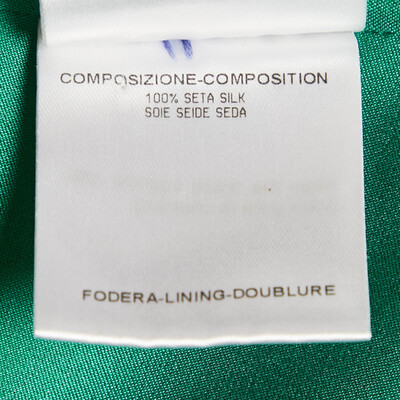 COMPOSIZIONE-COMPOSITION
100% SETA SILK
SOIE SEIDE SEDA
FODERA-LINING-DOUBLURE